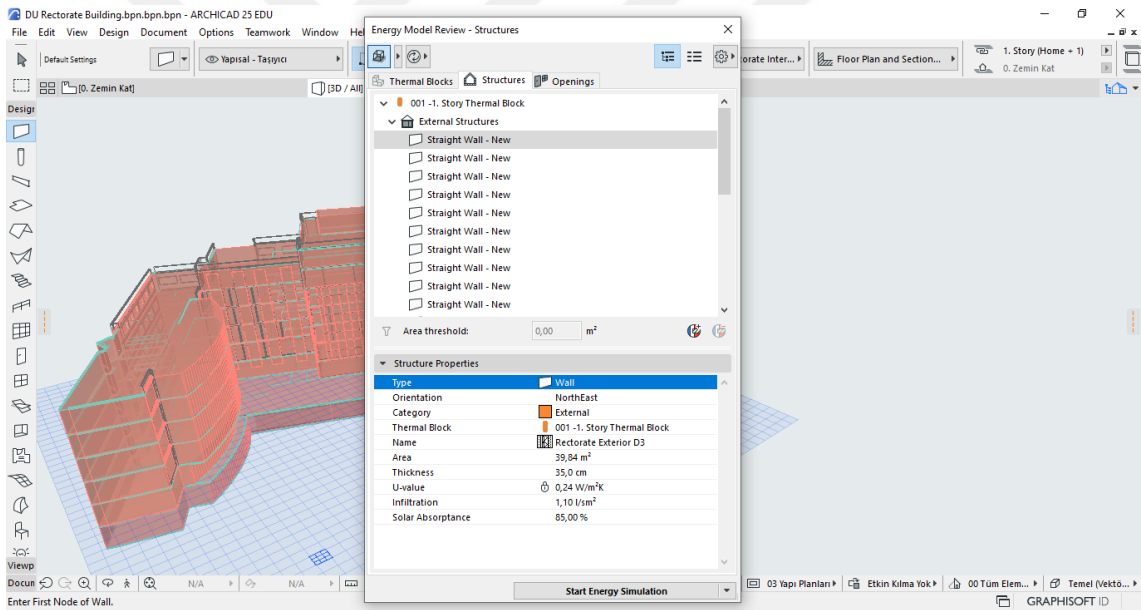 DU Rectorate Building.bpn.bpn.bpn - ARCHICAD 25 EDU
File Edit View Design Document Options Teamwork Window Hel
Energy Model Review - Structures
Default Settings
Yapısal - Taşıyıcı
orate Inter...
Floor Plan and Section...
1. Story (Home + 1)
0. Zemin Kat
[0. Zemin Kat]
[3D / All]
Thermal Blocks Structures Openings
Design
001 -1. Story Thermal Block
External Structures
Straight Wall - New
Straight Wall - New
Straight Wall - New
Straight Wall - New
Straight Wall - New
Straight Wall - New
Straight Wall - New
Straight Wall - New
Straight Wall - New
Straight Wall - New
Area threshold: 0,00 m²
Structure Properties
Type Wall
Orientation NorthEast
Category External
Thermal Block 001 -1. Story Thermal Block
Name Rectorate Exterior D3
Area 39,84 m²
Thickness 35,0 cm
U-value 0,24 W/m²K
Infiltration 1,10 l/sm²
Solar Absorptance 85,00 %
Start Energy Simulation
Viewp
Docun
N/A
N/A
03 Yapı Planları
Etkin Kılma Yok
00 Tüm Elem...
Temel (Vektö...
Enter First Node of Wall.
GRAPHISOFT ID